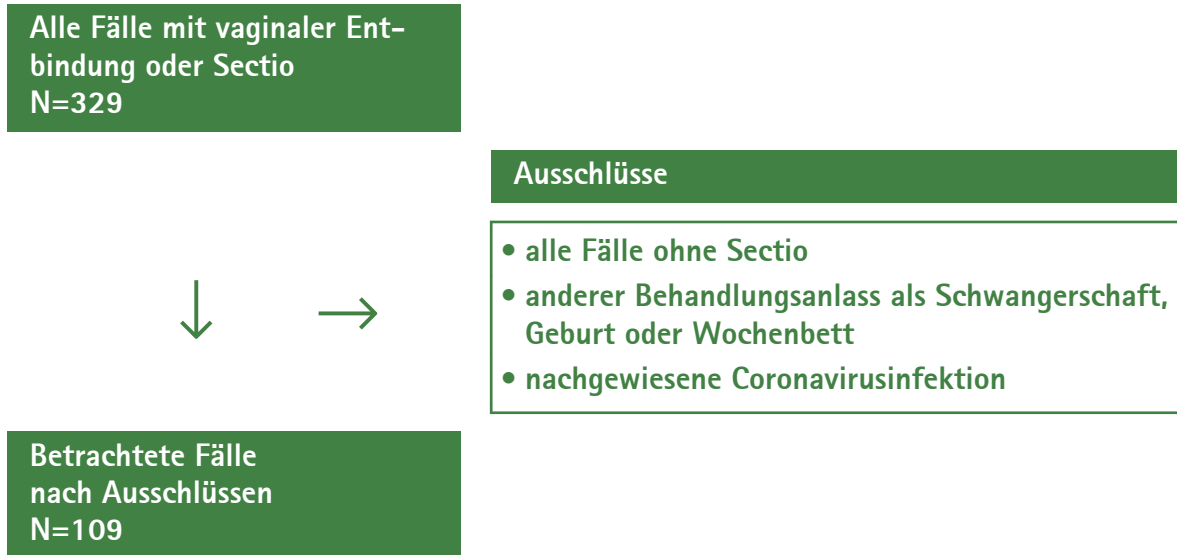 Alle Fälle mit vaginaler Ent-
bindung oder Sectio
N=329
Ausschlüsse
• alle Fälle ohne Sectio
• anderer Behandlungsanlass als Schwangerschaft,
Geburt oder Wochenbett
• nachgewiesene Coronavirusinfektion
Betrachtete Fälle
nach Ausschlüssen
N=109